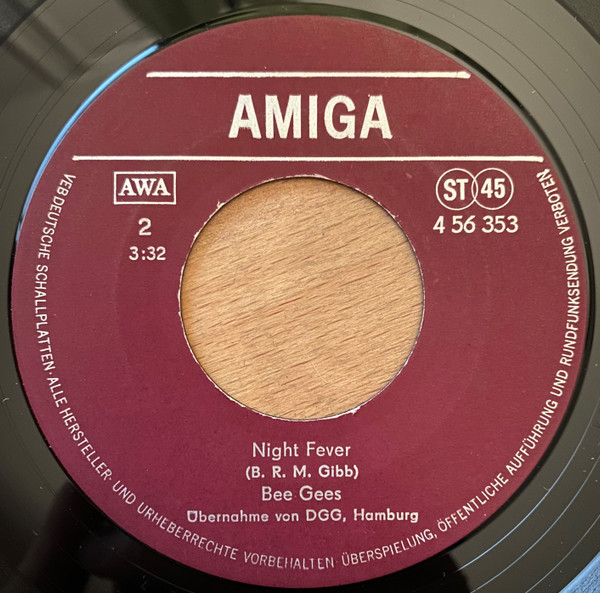 AMIGA
AWA
ST 45
2
4 56 353
3:32
Night Fever
(B. R. M. Gibb)
Bee Gees
Übernahme von DGG, Hamburg
VEB DEUTSCHE SCHALLPLATTEN · ALLE HERSTELLER- UND URHEBERRECHTE VORBEHALTEN ÜBERSPIELUNG, ÖFFENTLICHE AUFFÜHRUNG UND RUNDFUNKSENDUNG VERBOTEN